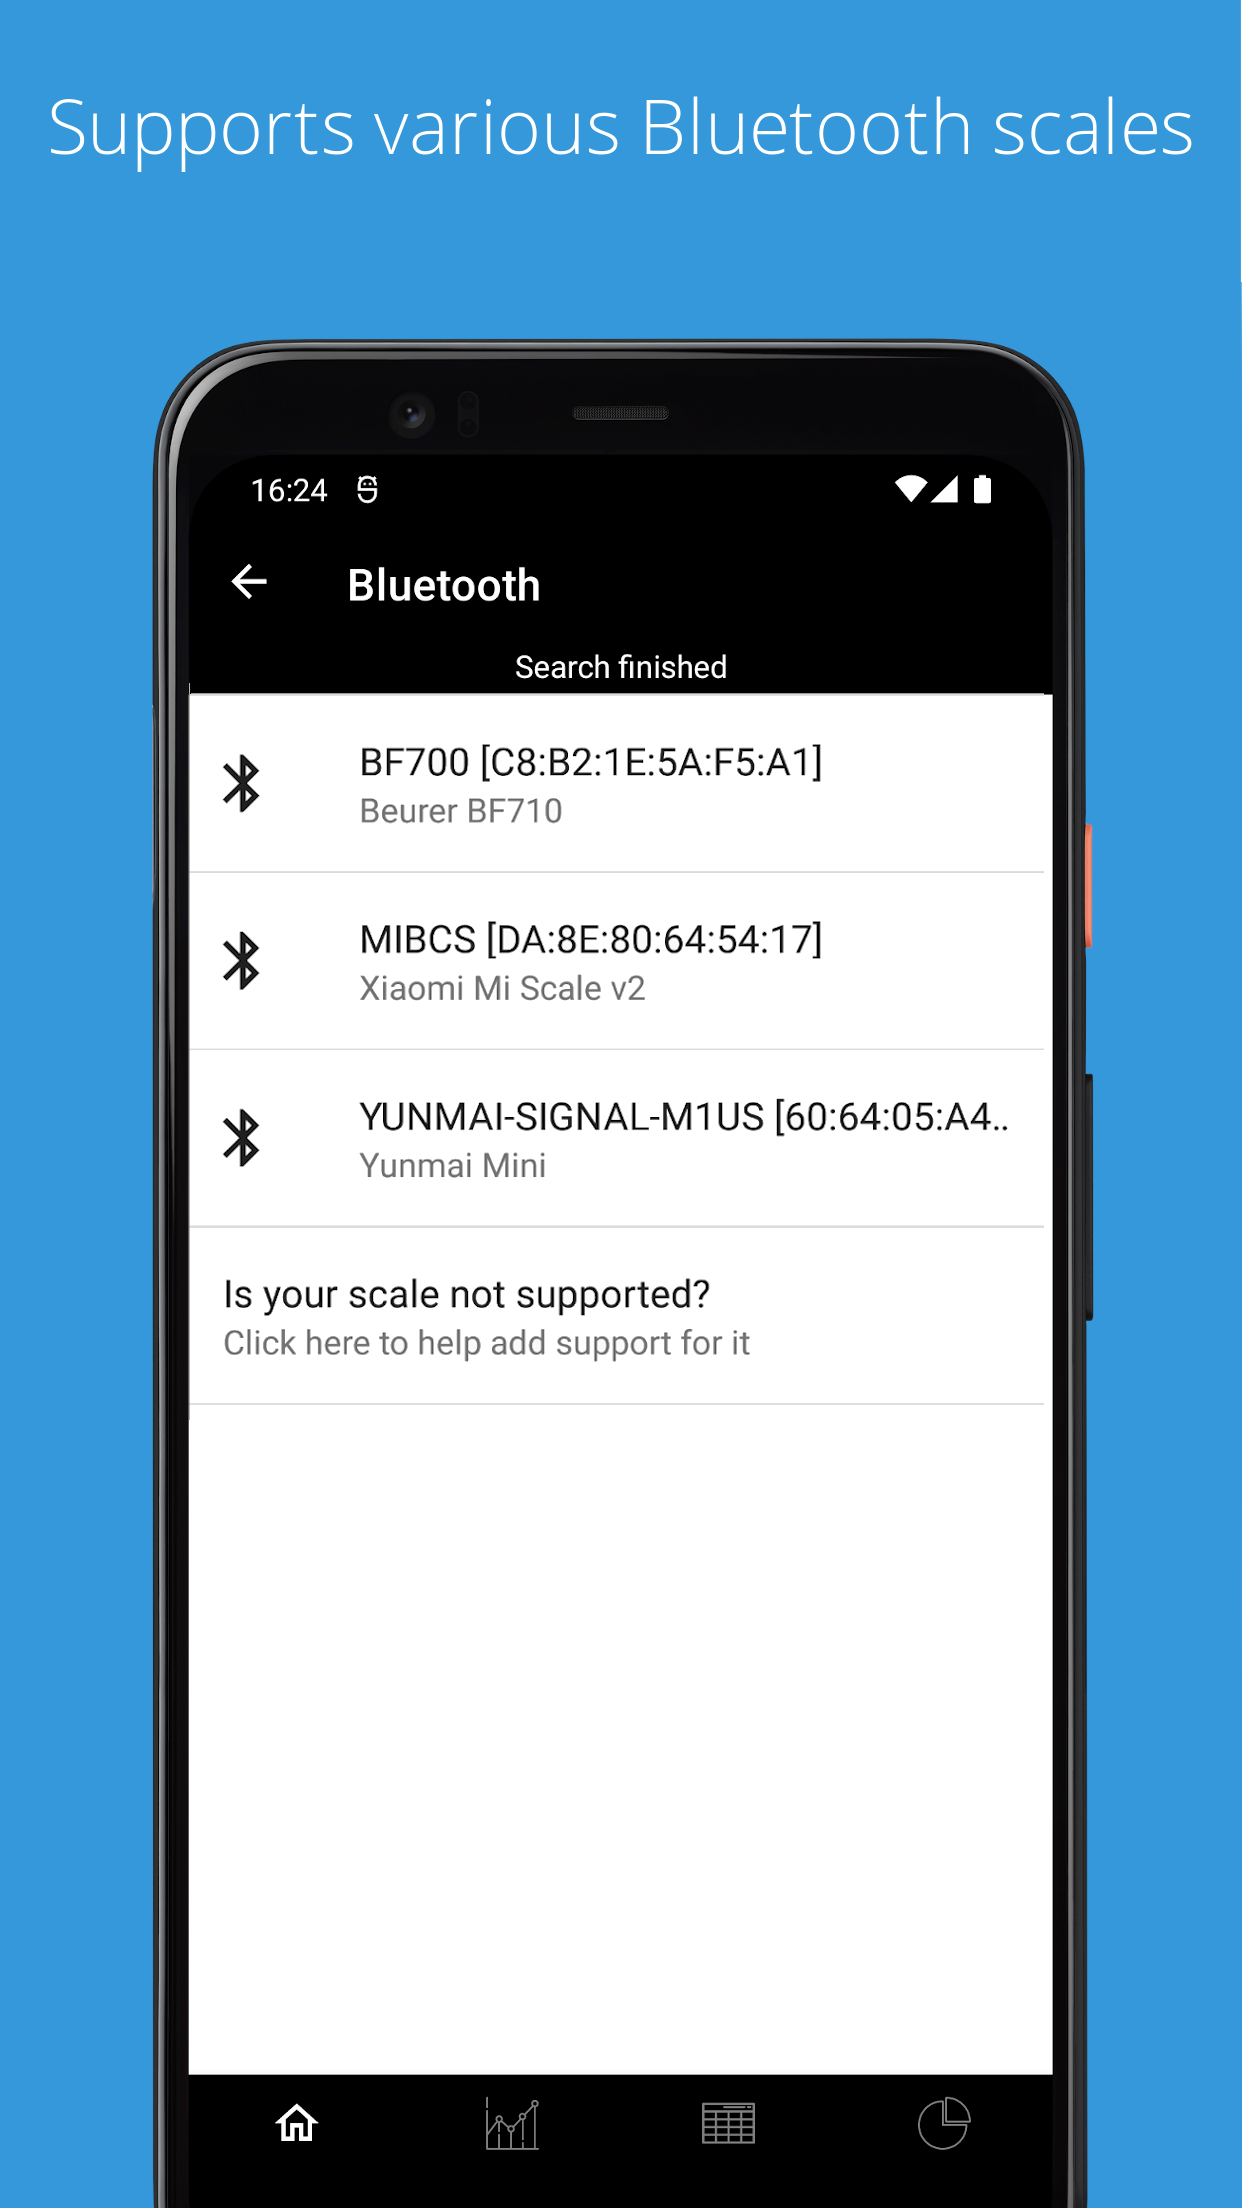 Supports various Bluetooth scales
16:24
Bluetooth
Search finished
BF700 [C8:B2:1E:5A:F5:A1]
Beurer BF710
MIBCS [DA:8E:80:64:54:17]
Xiaomi Mi Scale v2
YUNMAI-SIGNAL-M1US [60:64:05:A4..
Yunmai Mini
Is your scale not supported?
Click here to help add support for it